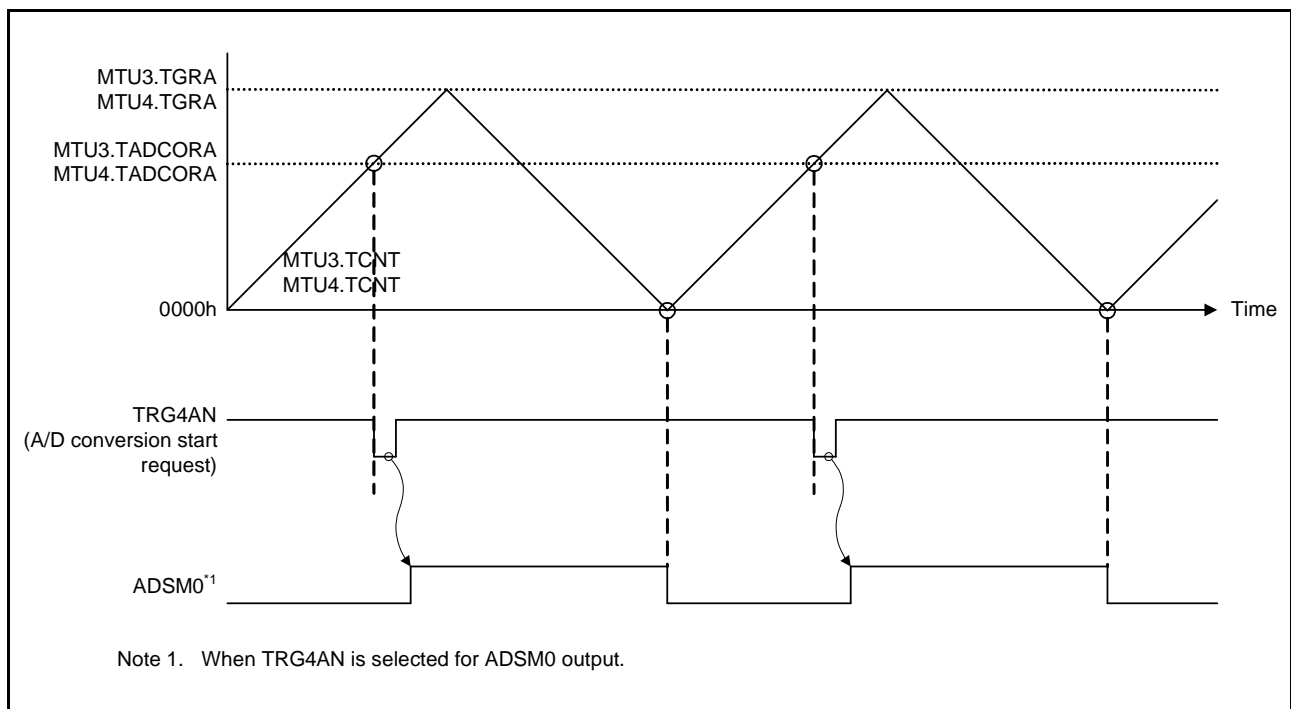 MTU3.TGRA
MTU4.TGRA
MTU3.TADCORA
MTU4.TADCORA
MTU3.TCNT
MTU4.TCNT
0000h
Time
TRG4AN
(A/D conversion start
request)
ADSM0*1
Note 1. When TRG4AN is selected for ADSM0 output.